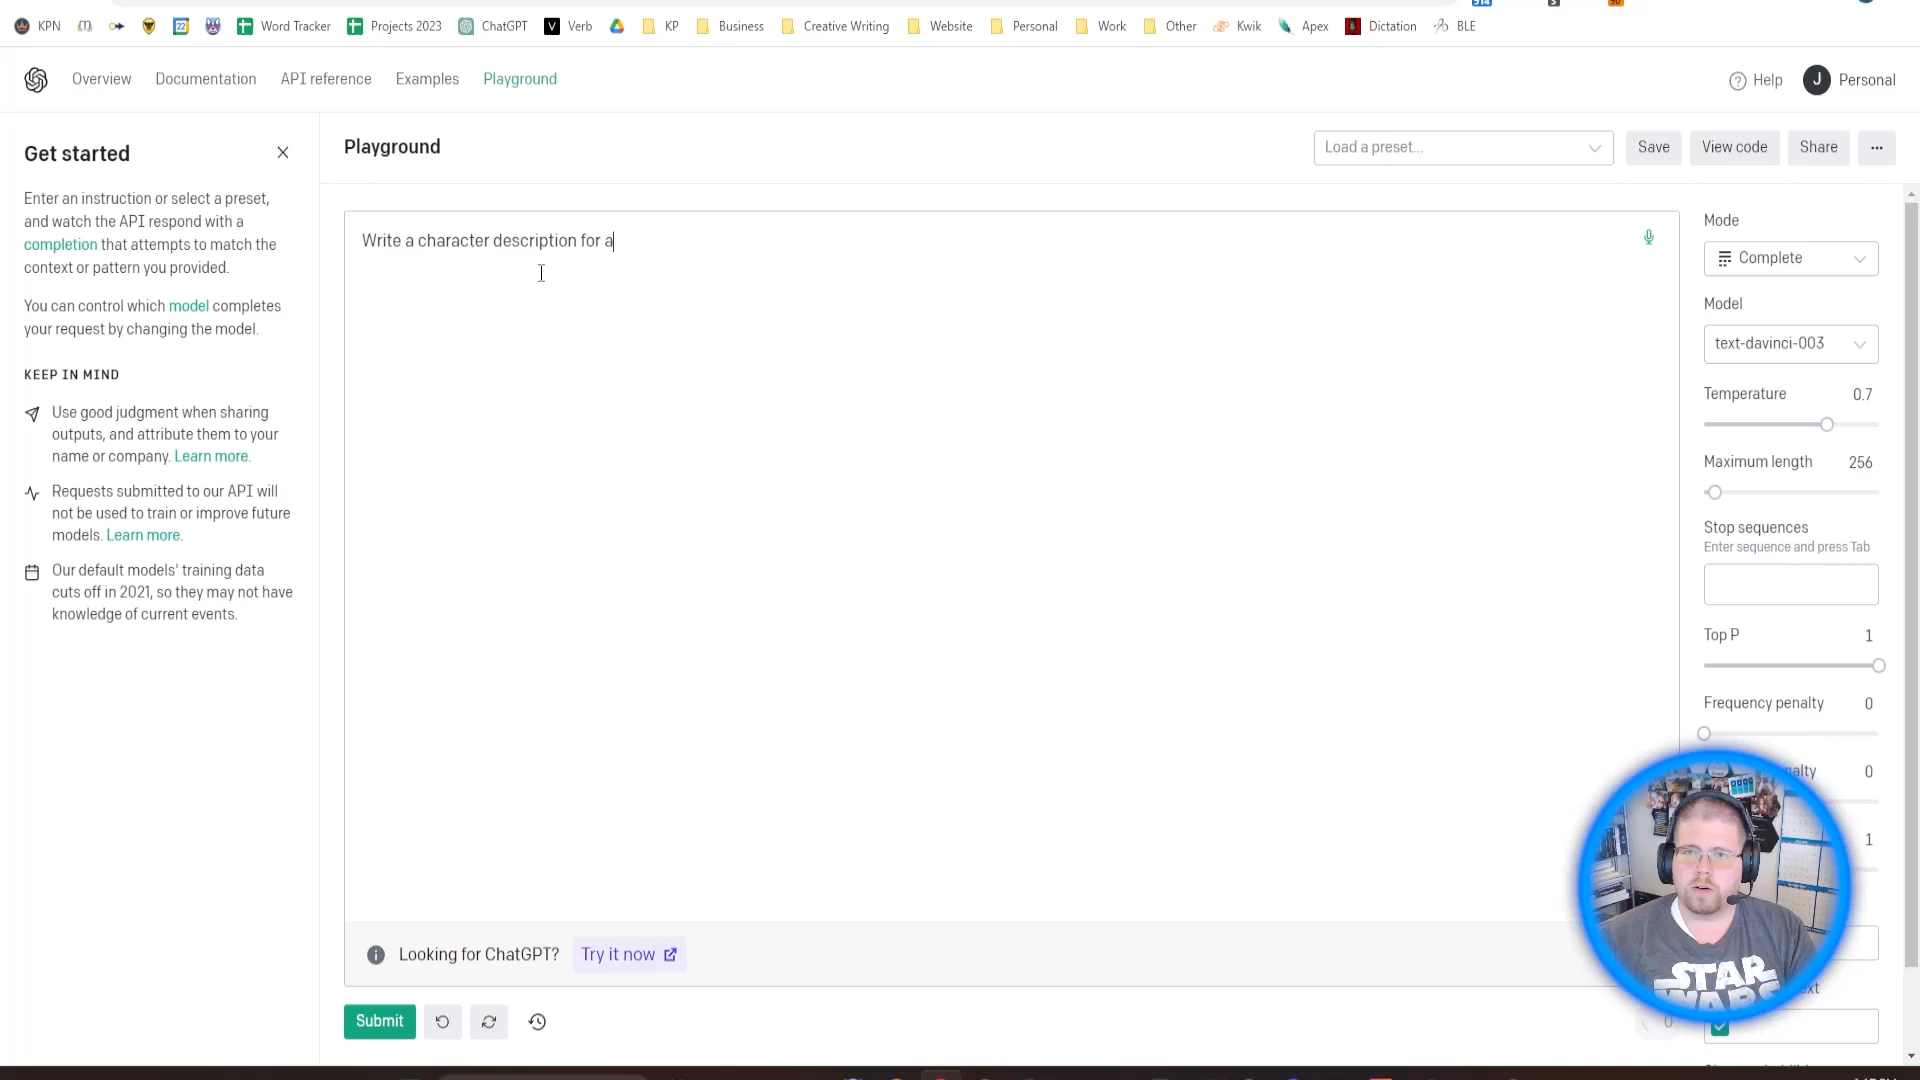 KPN
Word Tracker
Projects 2023
ChatGPT
V Verb
KP
Business
Creative Writing
Website
Personal
Work
Other
Kwik
Apex
Dictation
BLE
Overview
Documentation
API reference
Examples
Playground
Help
J Personal
Get started
Enter an instruction or select a preset,
and watch the API respond with a
completion that attempts to match the
context or pattern you provided.
You can control which model completes
your request by changing the model.
KEEP IN MIND
Use good judgment when sharing
outputs, and attribute them to your
name or company. Learn more.
Requests submitted to our API will
not be used to train or improve future
models. Learn more.
Our default models' training data
cuts off in 2021, so they may not have
knowledge of current events.
Playground
Load a preset...
Save
View code
Share
...
Write a character description for a
Looking for ChatGPT? Try it now
Submit
0
Mode
Complete
Model
text-davinci-003
Temperature 0.7
Maximum length 256
Stop sequences
Enter sequence and press Tab
Top P 1
Frequency penalty 0
0
1
STAR
WARS